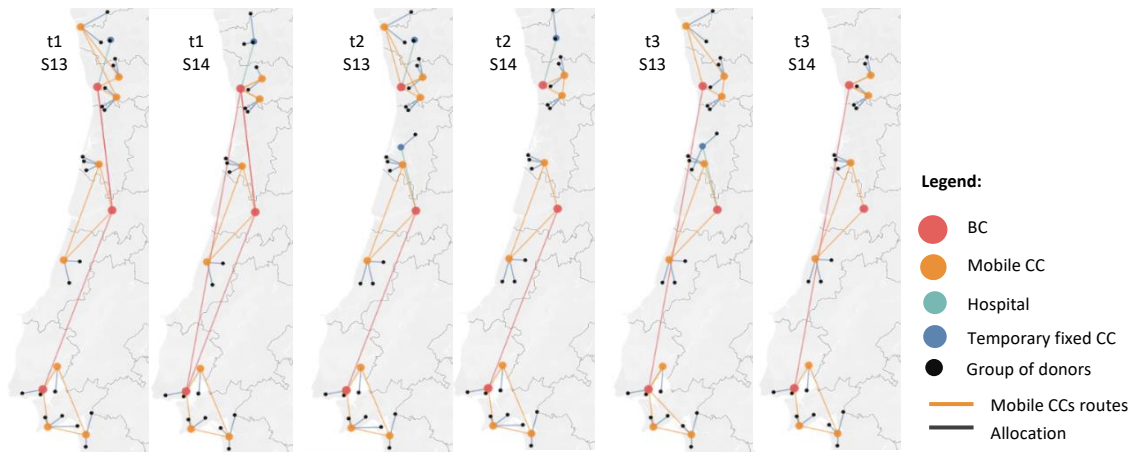 t1
S13
t1
S14
t2
S13
t2
S14
t3
S13
t3
S14
Legend:
BC
Mobile CC
Hospital
Temporary fixed CC
Group of donors
Mobile CCs routes
Allocation